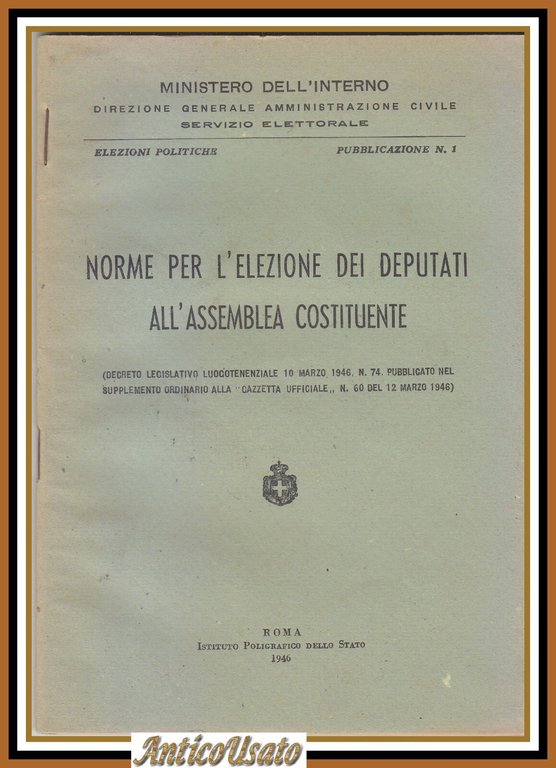 MINISTERO DELL'INTERNO
DIREZIONE GENERALE AMMINISTRAZIONE CIVILE
SERVIZIO ELETTORALE
ELEZIONI POLITICHE PUBBLICAZIONE N. 1
NORME PER L'ELEZIONE DEI DEPUTATI
ALL'ASSEMBLEA COSTITUENTE
(DECRETO LEGISLATIVO LUOGOTENENZIALE 10 MARZO 1946, N. 74. PUBBLICATO NEL
SUPPLEMENTO ORDINARIO ALLA "GAZZETTA UFFICIALE,, N. 60 DEL 12 MARZO 1946)
ROMA
ISTITUTO POLIGRAFICO DELLO STATO
1946
AnticoUsato